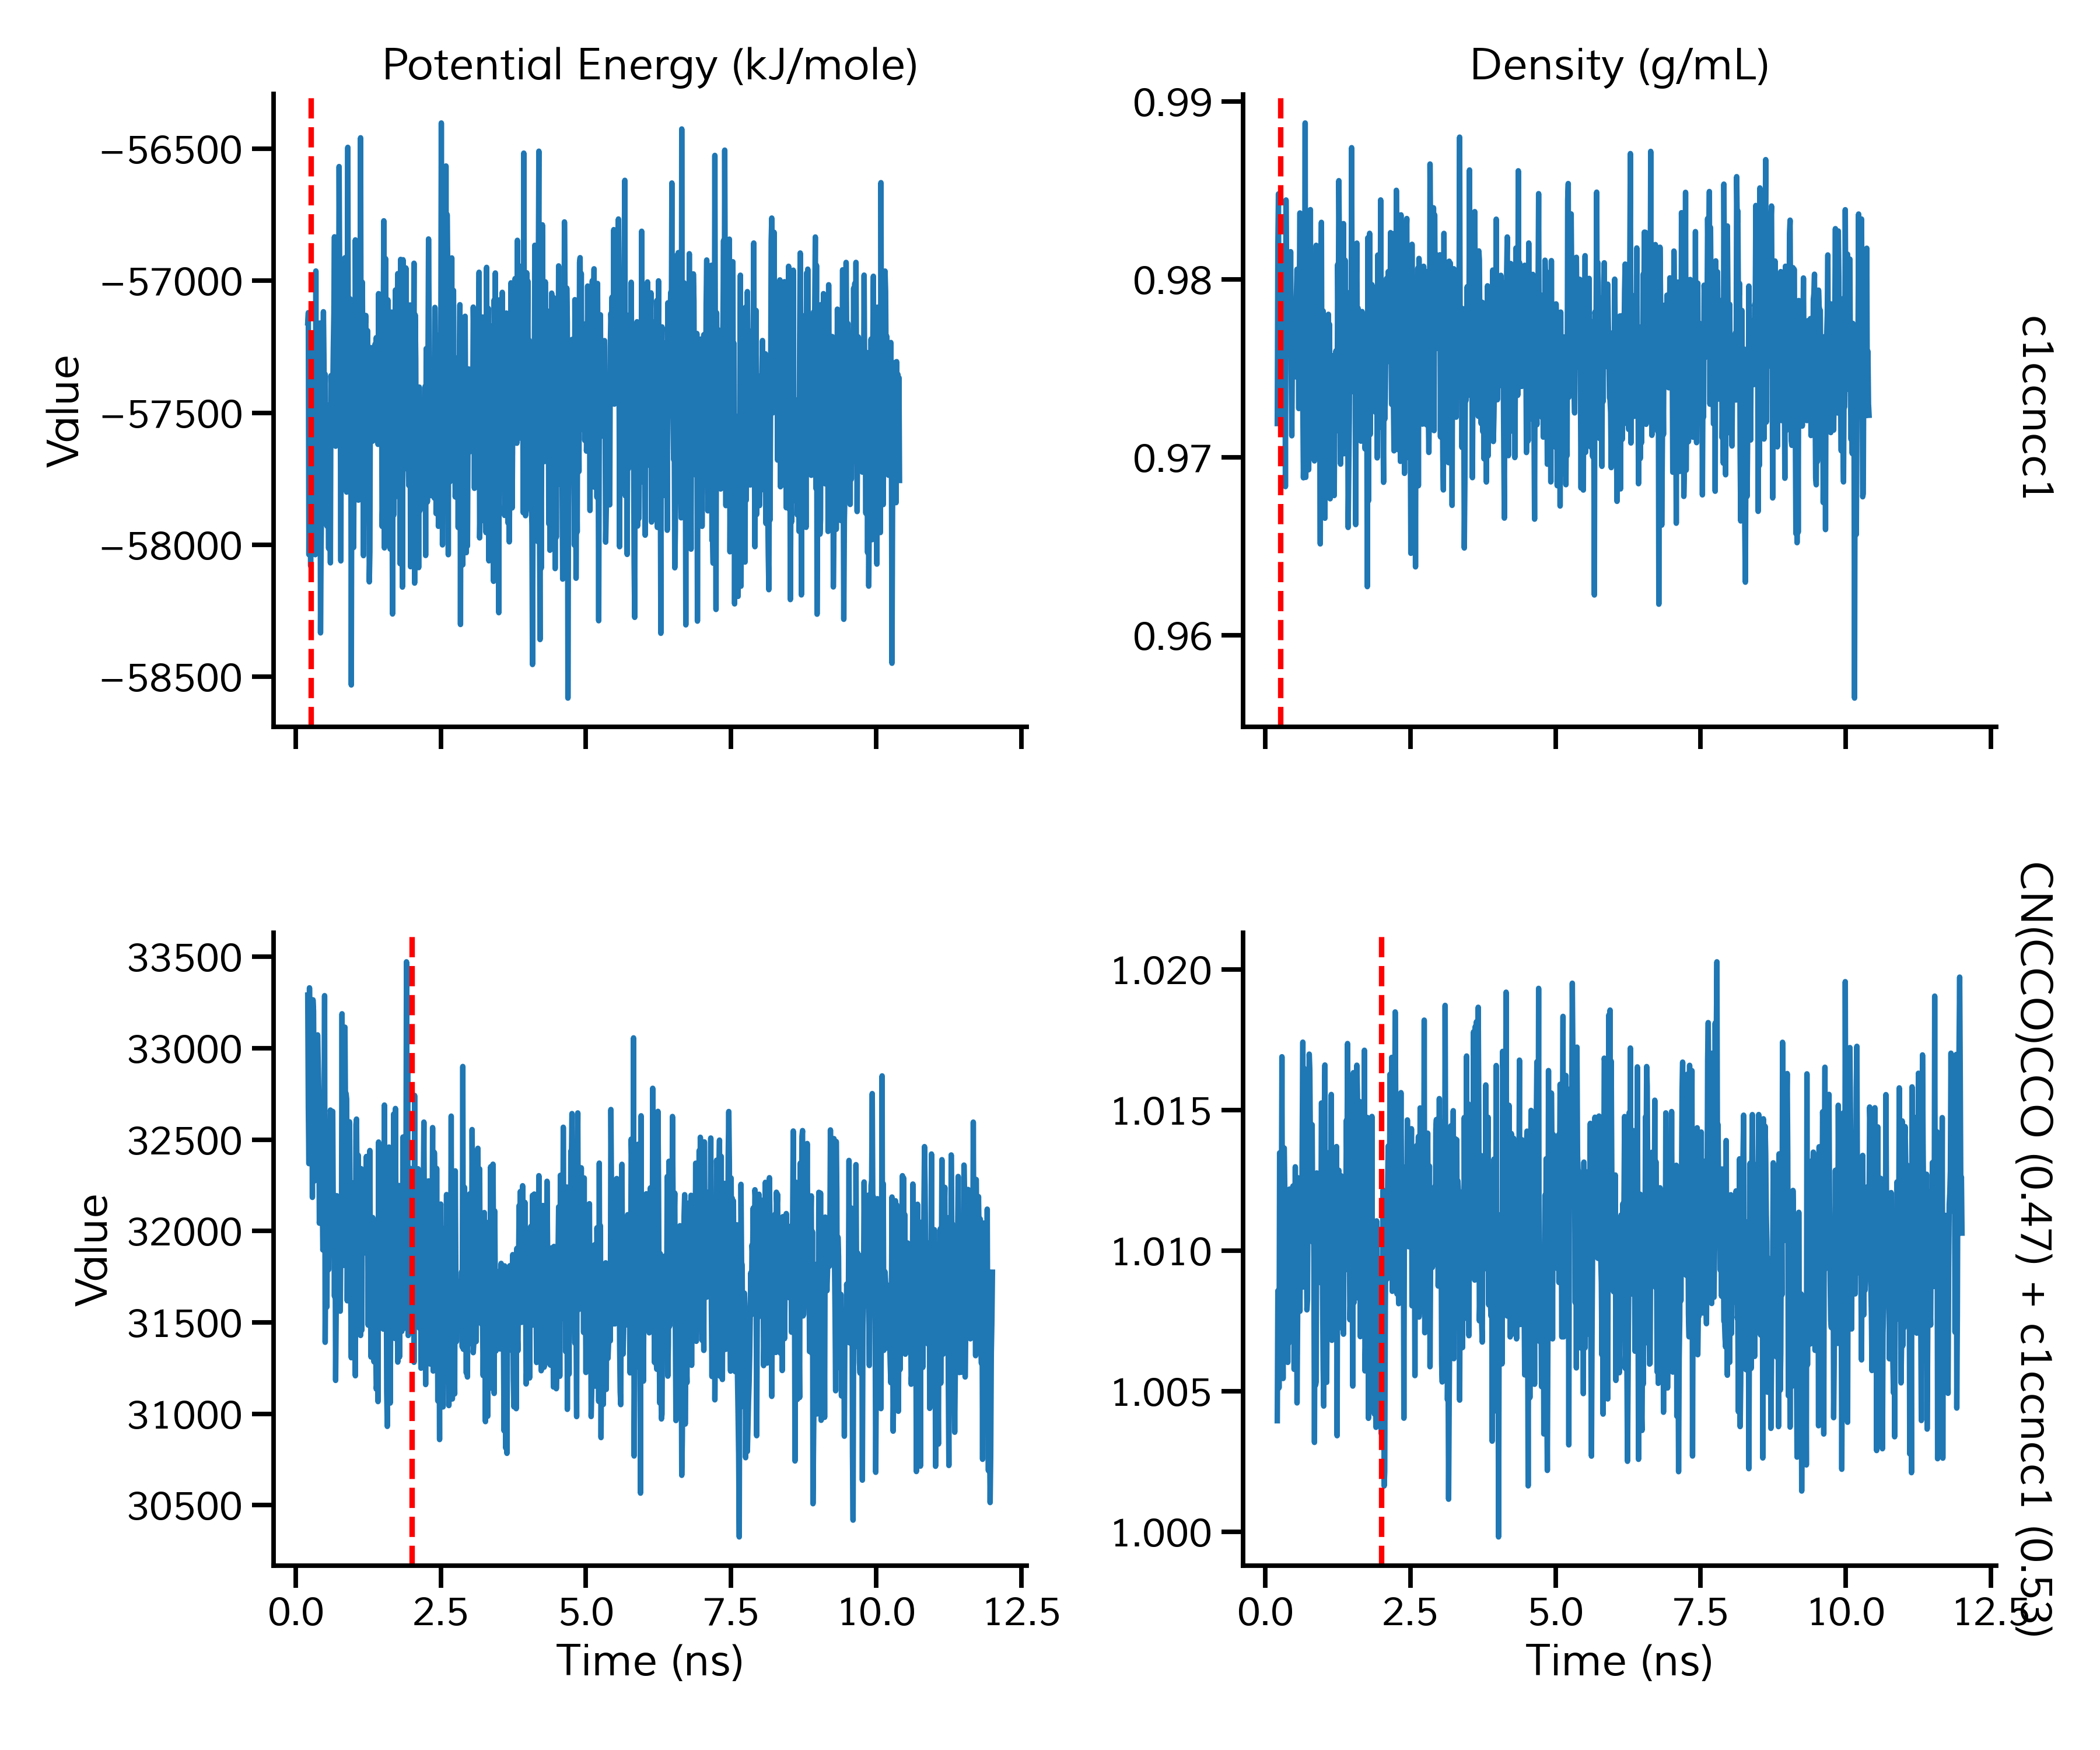 Potential Energy (kJ/mole)
Density (g/mL)
Value
−56500
−57000
−57500
−58000
−58500
0.99
0.98
0.97
0.96
c1ccncc1
Value
33500
33000
32500
32000
31500
31000
30500
0.0 2.5 5.0 7.5 10.0 12.5
Time (ns)
1.020
1.015
1.010
1.005
1.000
0.0 2.5 5.0 7.5 10.0 12.5
Time (ns)
CN(CCO)CCO (0.47) + c1ccncc1 (0.53)